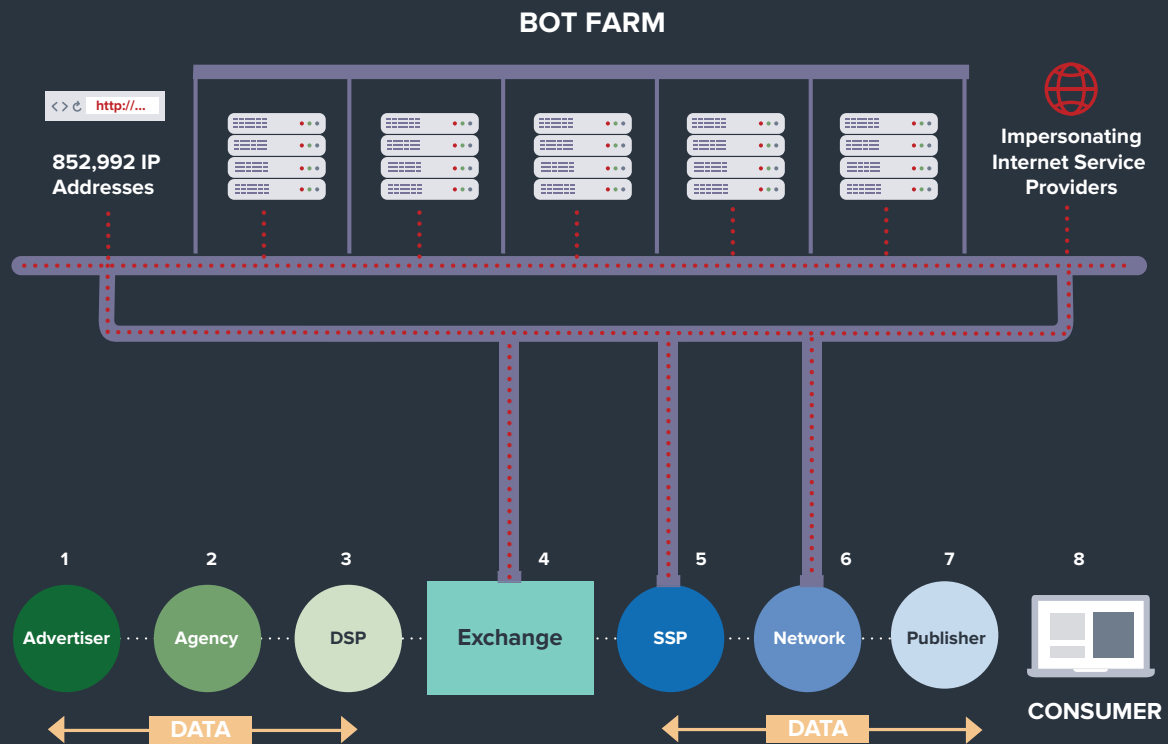 BOT FARM
http://...
852,992 IP
Addresses
Impersonating
Internet Service
Providers
1
2
3
4
5
6
7
8
Advertiser
Agency
DSP
Exchange
SSP
Network
Publisher
CONSUMER
DATA
DATA